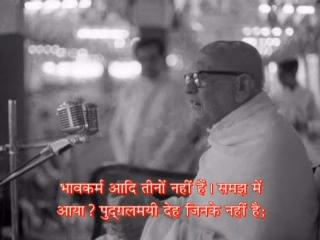 भावकर्म आदि तीनों नहीं हैं। समझ में
आया? पुद्गलमयी देह जिनके नहीं है;